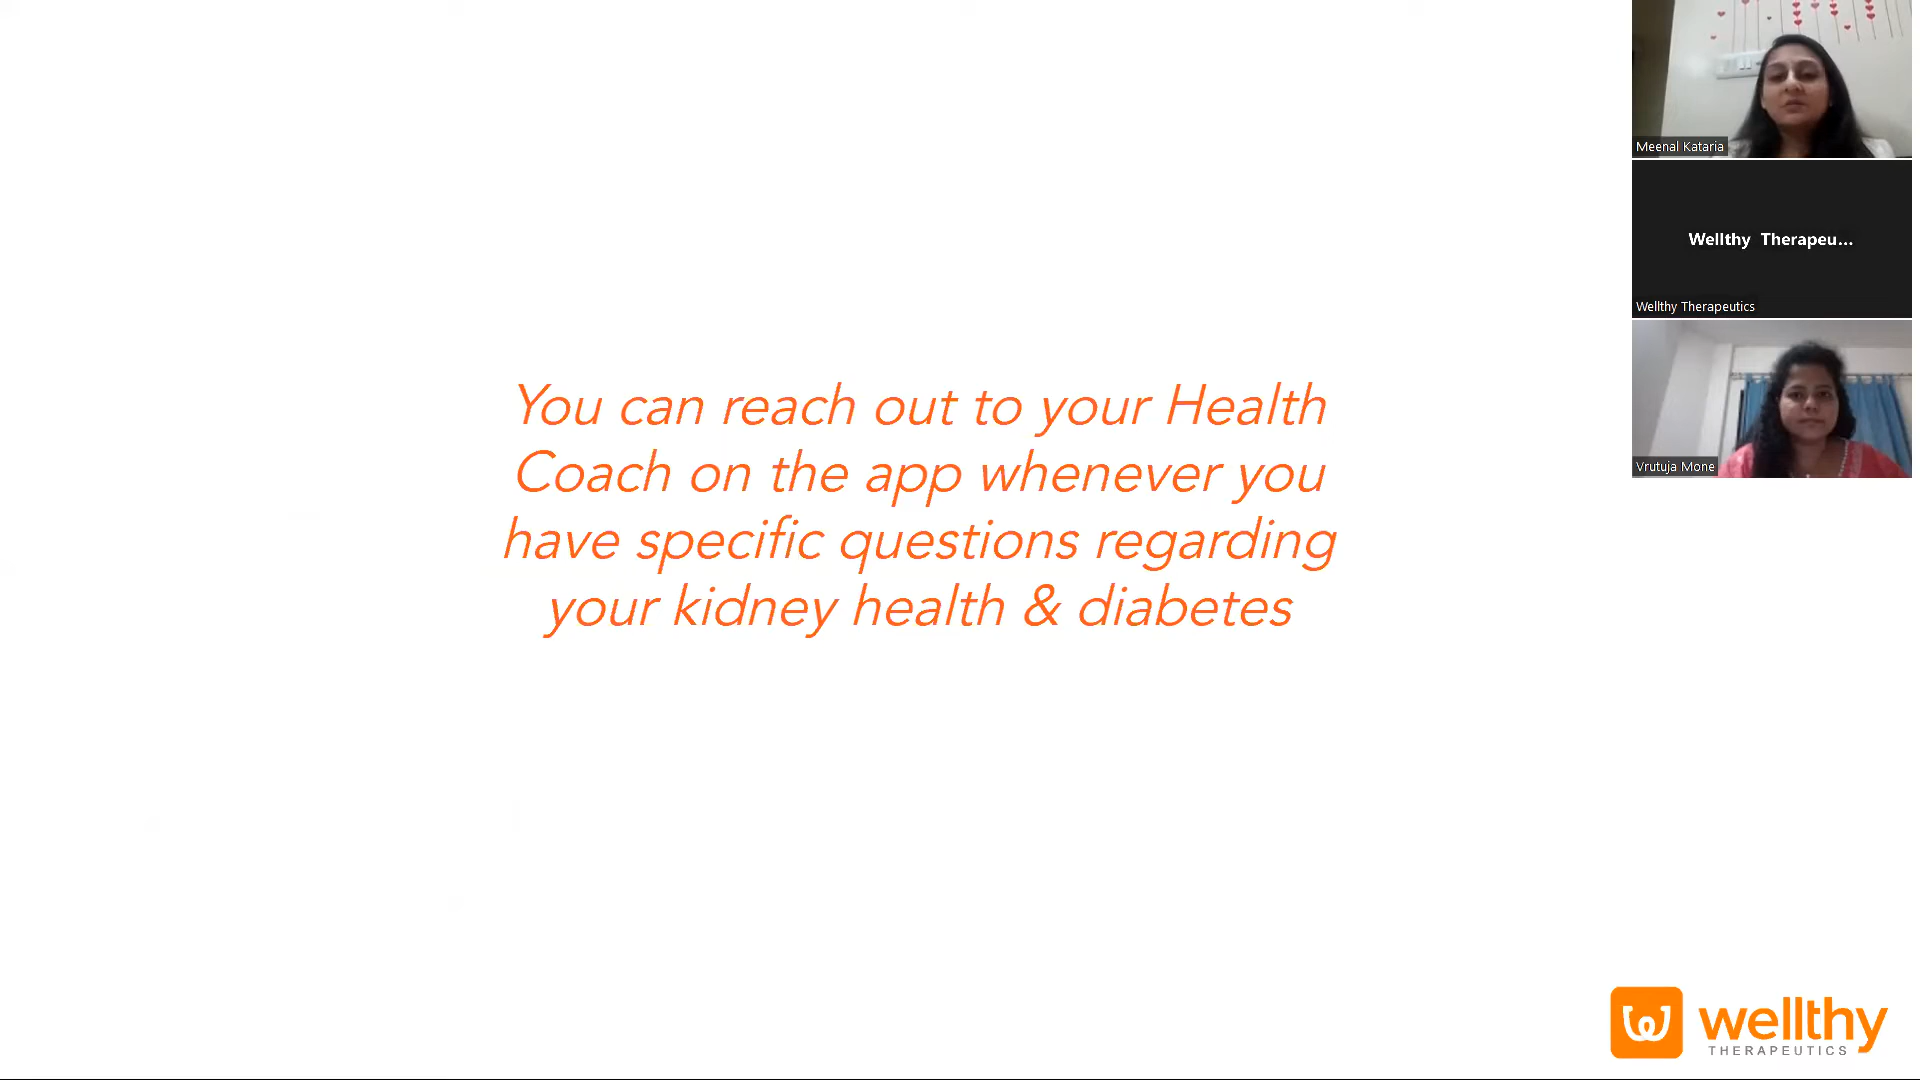 You can reach out to your Health
Coach on the app whenever you
have specific questions regarding
your kidney health & diabetes
Meenal Kataria
Wellthy Therapeu...
Wellthy Therapeutics
Vrutuja Mone
wellthy
THERAPEUTICS